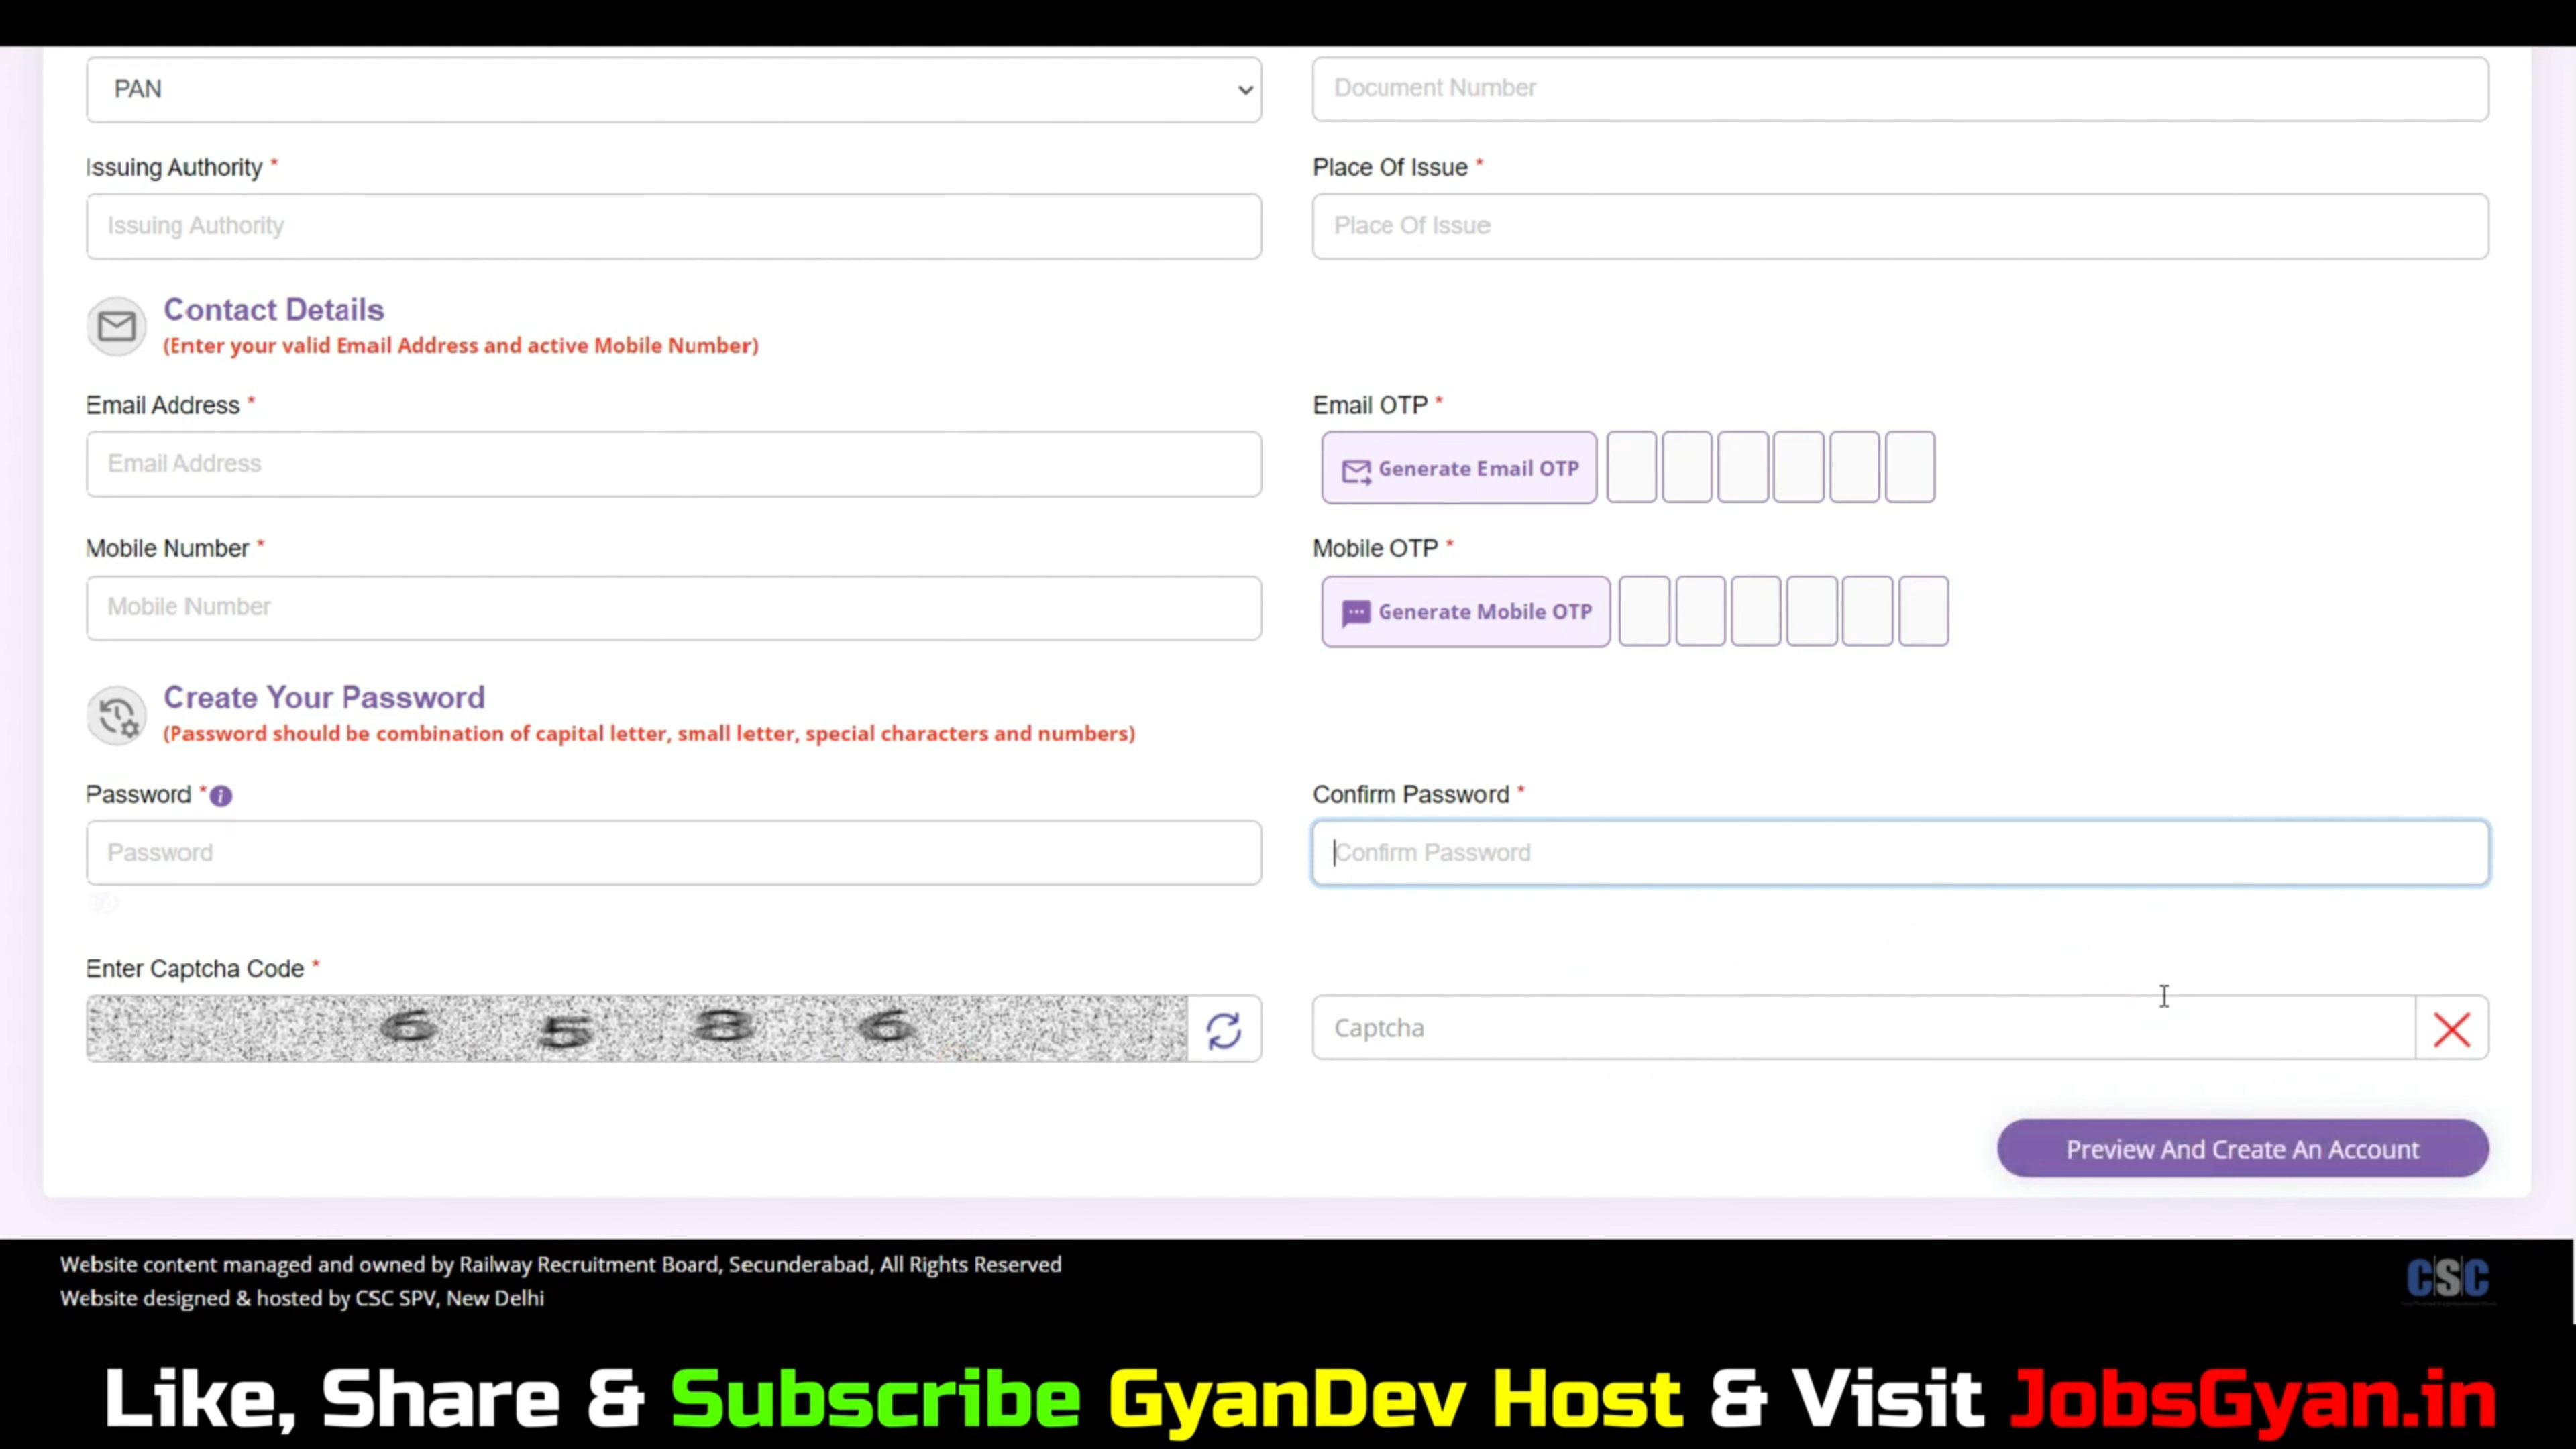 PAN
Document Number
Issuing Authority *
Place Of Issue *
Issuing Authority
Place Of Issue
Contact Details
(Enter your valid Email Address and active Mobile Number)
Email Address *
Email OTP *
Email Address
Generate Email OTP
Mobile Number *
Mobile OTP *
Mobile Number
Generate Mobile OTP
Create Your Password
(Password should be combination of capital letter, small letter, special characters and numbers)
Password *
Confirm Password *
Password
Confirm Password
Enter Captcha Code *
6 5 8 6
Captcha
Preview And Create An Account
Website content managed and owned by Railway Recruitment Board, Secunderabad, All Rights Reserved
Website designed & hosted by CSC SPV, New Delhi
CSC
Like, Share & Subscribe GyanDev Host & Visit JobsGyan.in